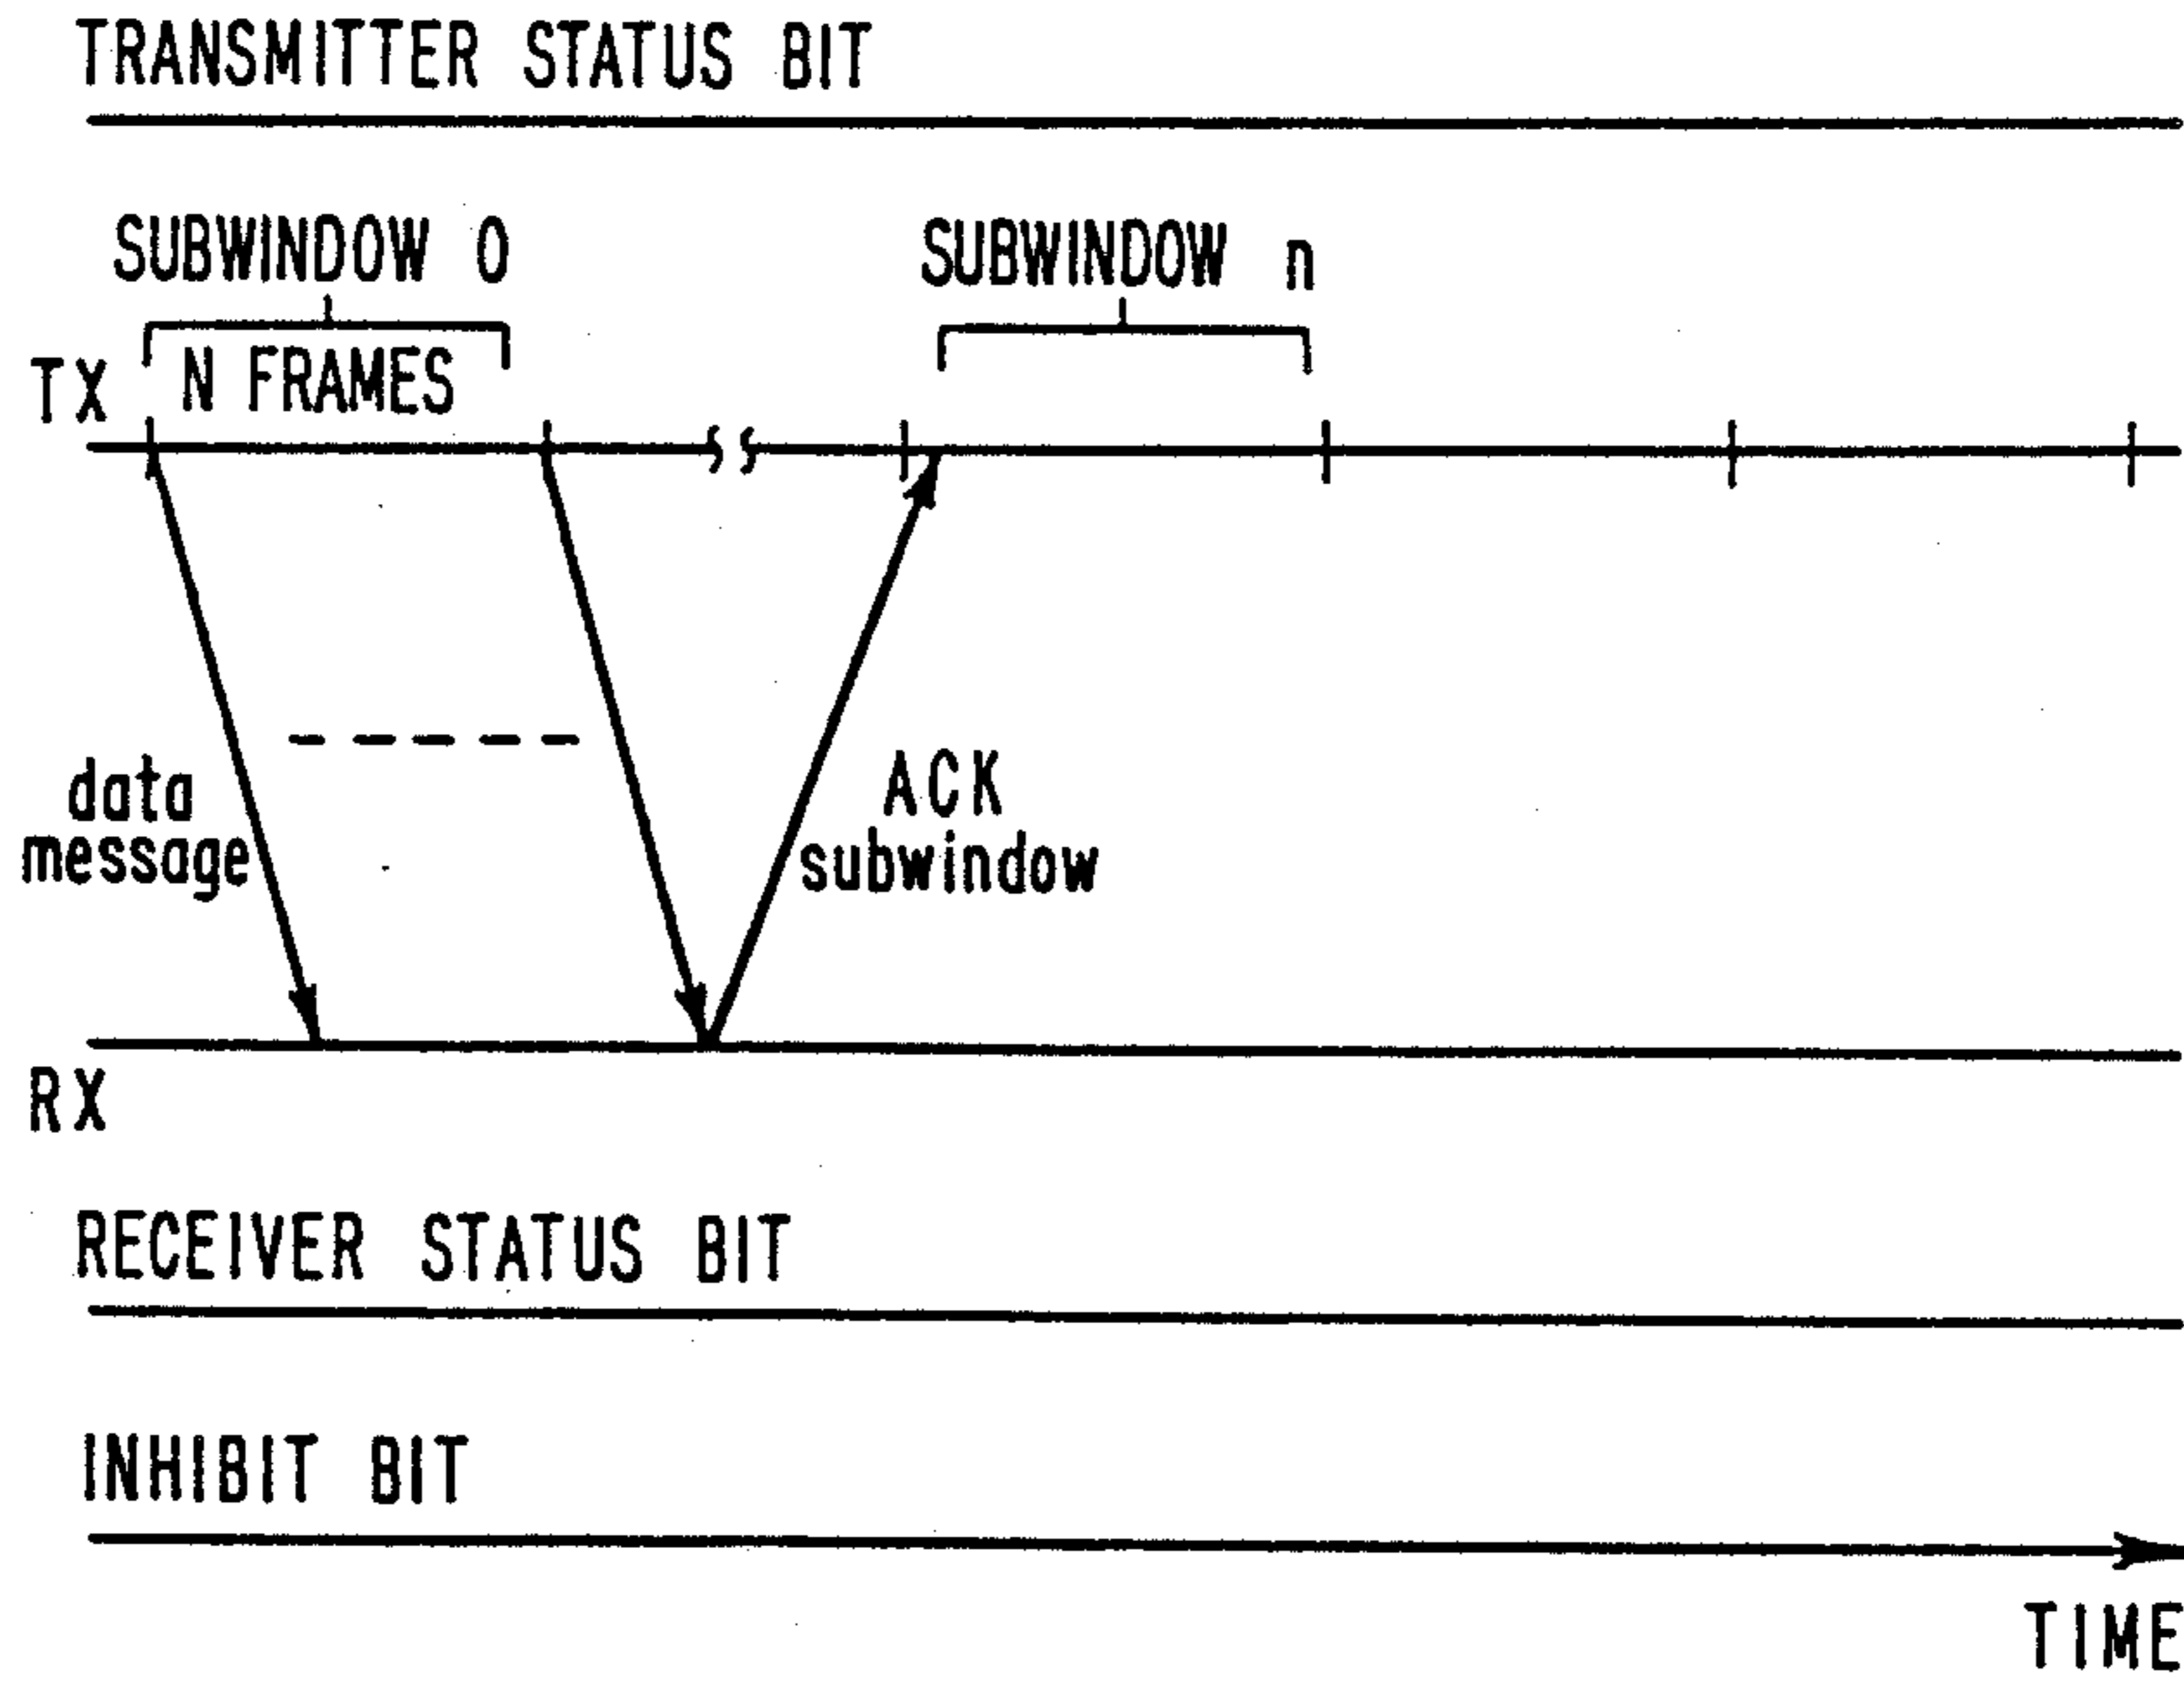 TRANSMITTER STATUS BIT
SUBWINDOW 0
SUBWINDOW n
TX
N FRAMES
data
message
ACK
subwindow
RX
RECEIVER STATUS BIT
INHIBIT BIT
TIME